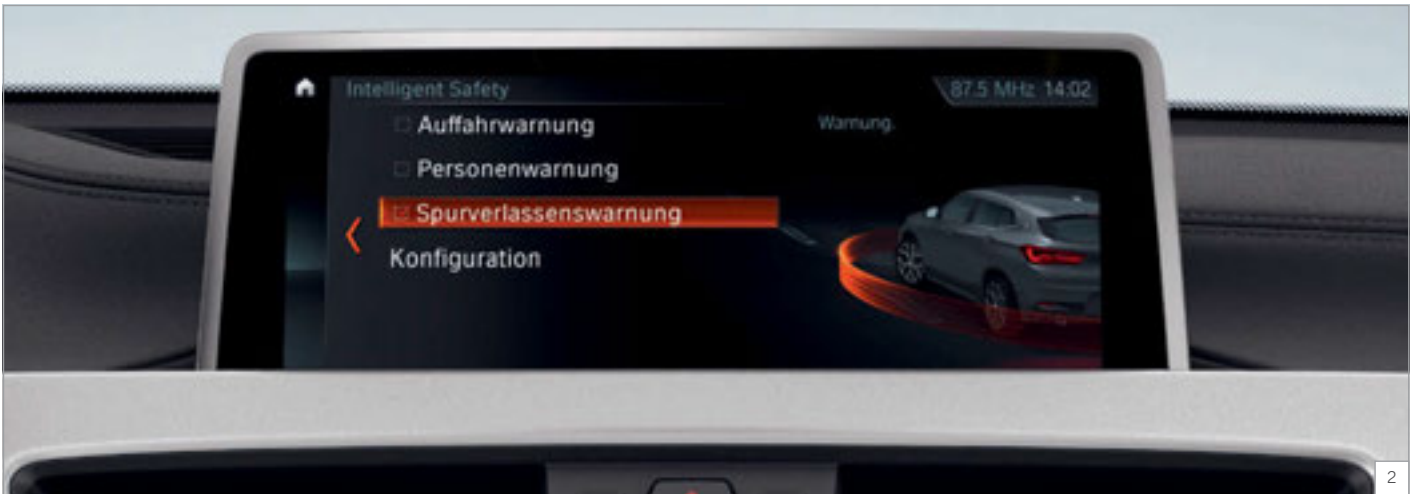 Intelligent Safety
87.5 MHz 14:02
Auffahrwarnung
Warnung.
Personenwarnung
Spurverlassenswarnung
Konfiguration
2